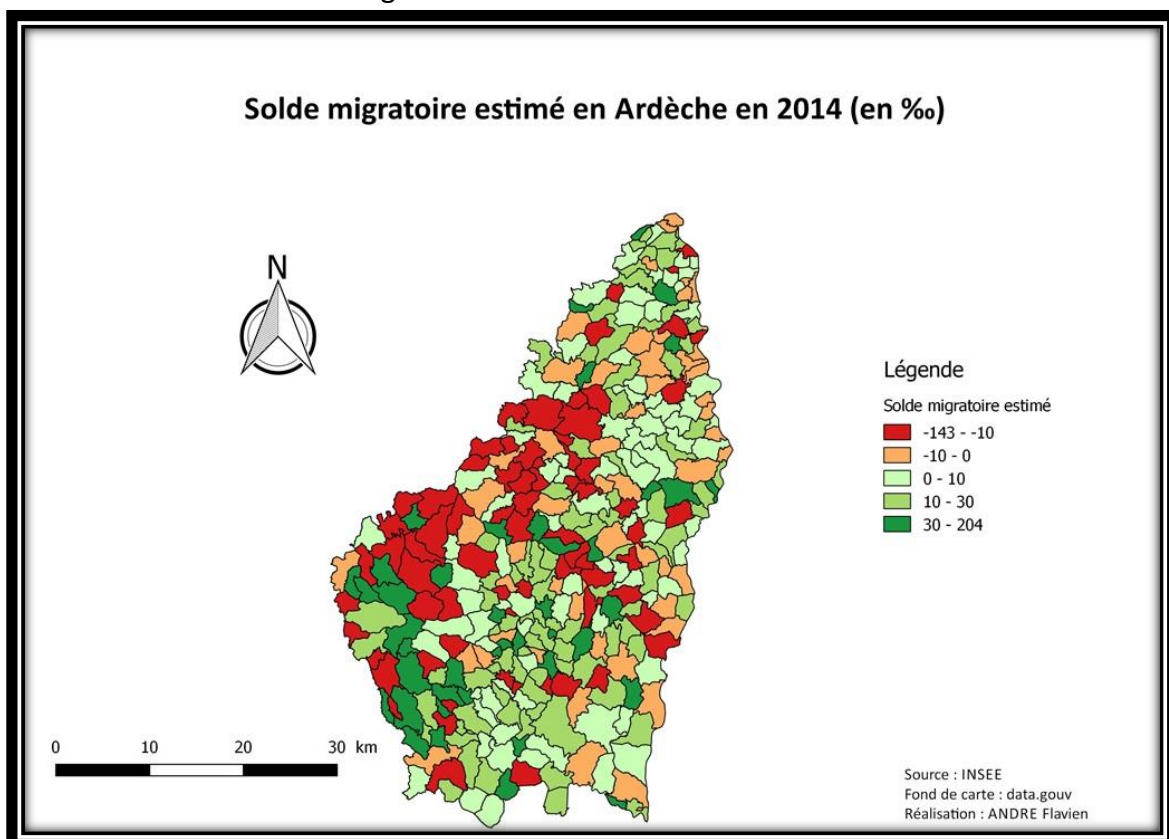 Solde migratoire estimé en Ardèche en 2014 (en ‰)
N
Légende
Solde migratoire estimé
-143 - -10
-10 - 0
0 - 10
10 - 30
30 - 204
0 10 20 30 km
Source : INSEE
Fond de carte : data.gouv
Réalisation : ANDRE Flavien